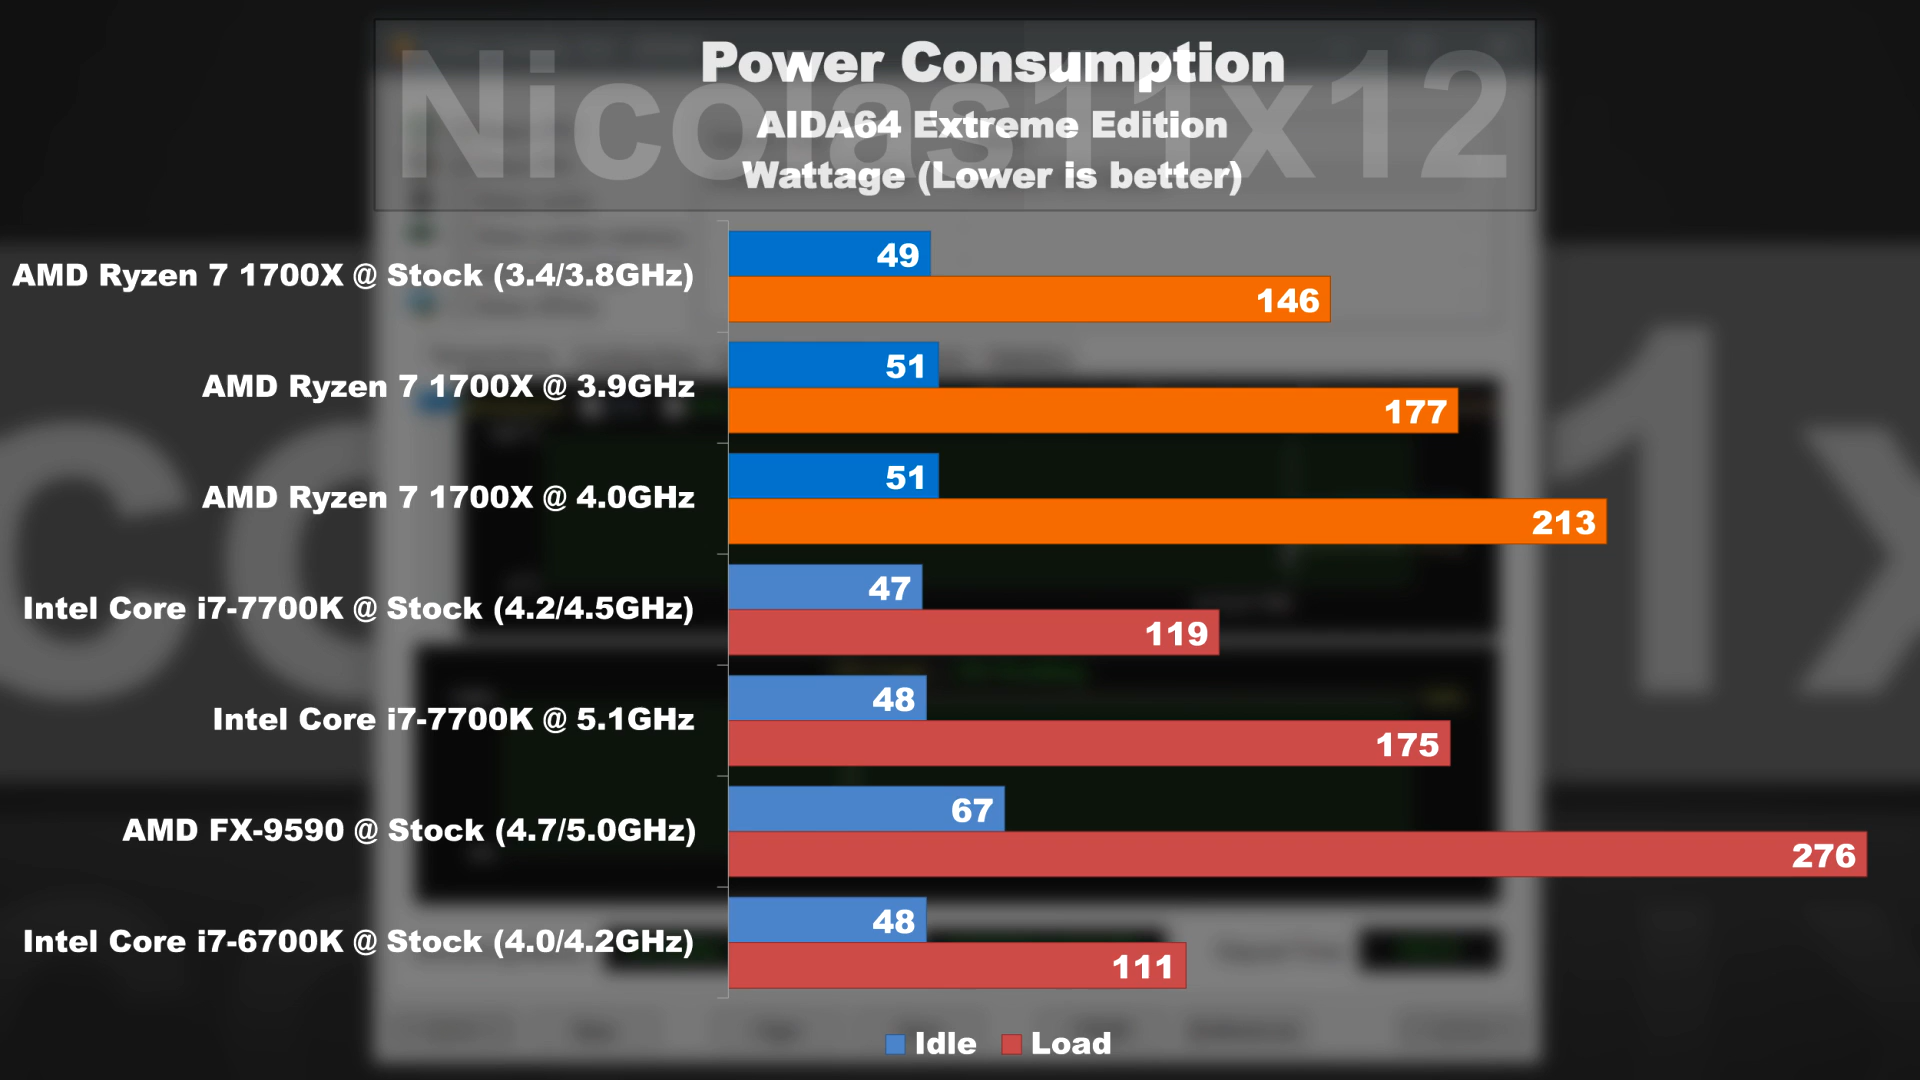 Nicolas11x12
Power Consumption
AIDA64 Extreme Edition
Wattage (Lower is better)
AMD Ryzen 7 1700X @ Stock (3.4/3.8GHz)
49
146
AMD Ryzen 7 1700X @ 3.9GHz
51
177
AMD Ryzen 7 1700X @ 4.0GHz
51
213
Intel Core i7-7700K @ Stock (4.2/4.5GHz)
47
119
Intel Core i7-7700K @ 5.1GHz
48
175
AMD FX-9590 @ Stock (4.7/5.0GHz)
67
276
Intel Core i7-6700K @ Stock (4.0/4.2GHz)
48
111
Idle Load